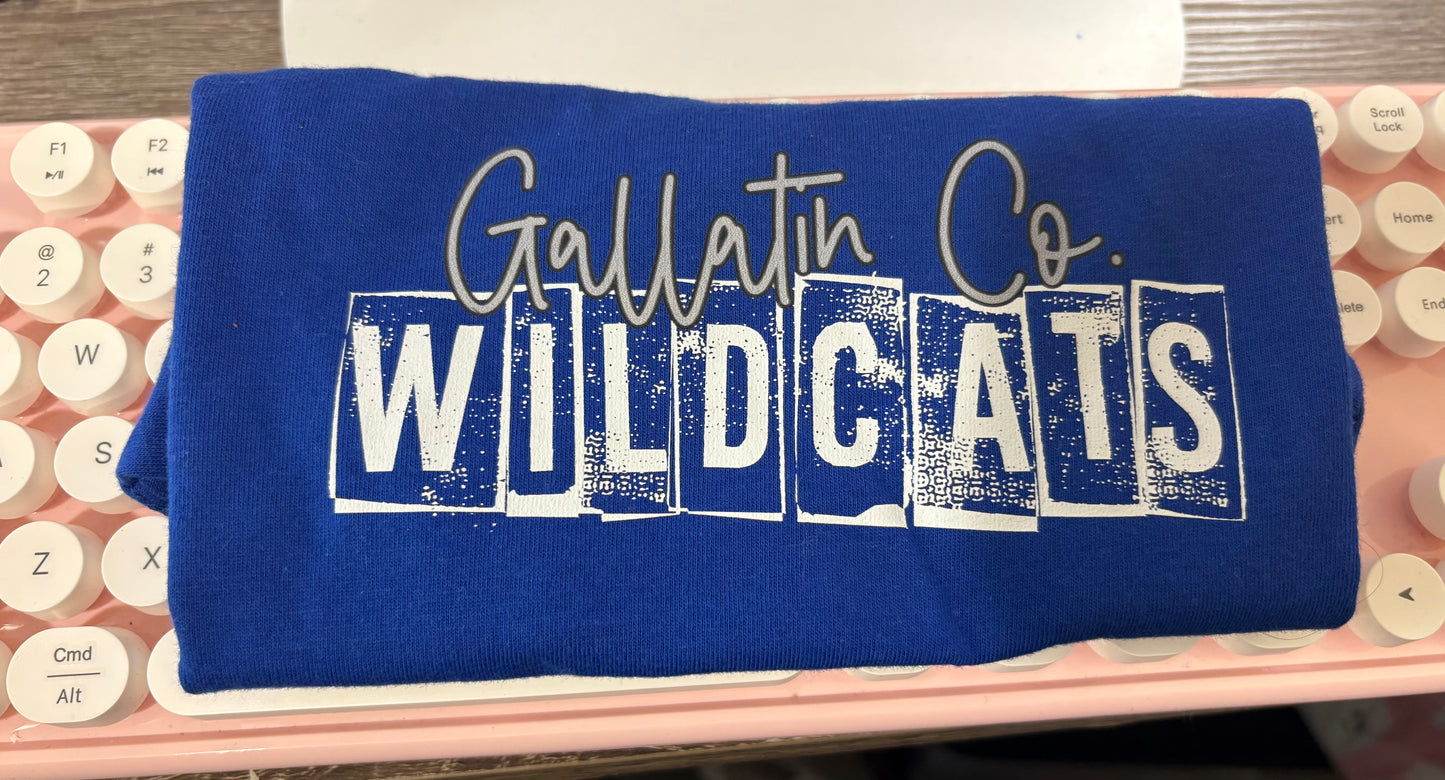 Gallatin Co.
WILDCATS
F1
F2
Scroll
Lock
@
2
#
3
Home
End
W
S
Z
X
Cmd
Alt